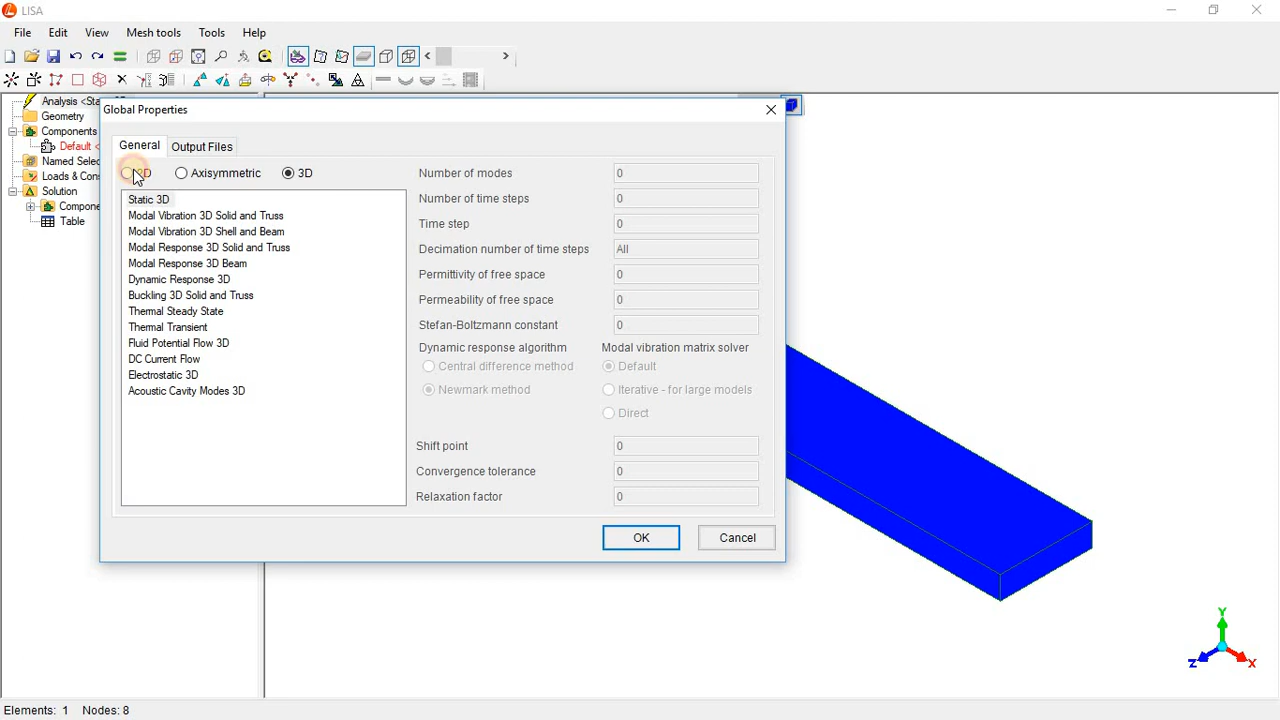 LISA
File Edit View Mesh tools Tools Help
Global Properties
General Output Files
Axisymmetric 3D
Static 3D
Modal Vibration 3D Solid and Truss
Modal Vibration 3D Shell and Beam
Modal Response 3D Solid and Truss
Modal Response 3D Beam
Dynamic Response 3D
Buckling 3D Solid and Truss
Thermal Steady State
Thermal Transient
Fluid Potential Flow 3D
DC Current Flow
Electrostatic 3D
Acoustic Cavity Modes 3D
Number of modes 0
Number of time steps 0
Time step 0
Decimation number of time steps All
Permittivity of free space 0
Permeability of free space 0
Stefan-Boltzmann constant 0
Dynamic response algorithm
Central difference method
Newmark method
Modal vibration matrix solver
Default
Iterative - for large models
Direct
Shift point 0
Convergence tolerance 0
Relaxation factor 0
OK Cancel
Analysis
Geometry
Components
Default <
Named
Loads &
Solution
Table
Y
Z
X
Elements: 1 Nodes: 8